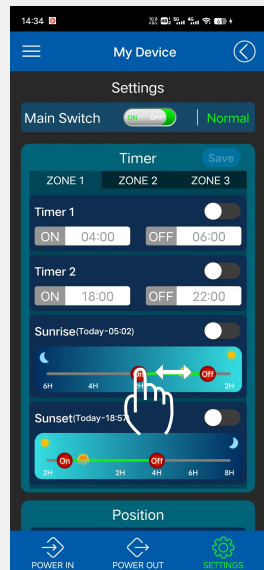 14:34
My Device
Settings
Main Switch ON OFF Normal
Timer Save
ZONE 1 ZONE 2 ZONE 3
Timer 1
ON 04:00 OFF 06:00
Timer 2
ON 18:00 OFF 22:00
Sunrise(Today-05:02)
On Off
6H 4H 2H
Sunset(Today-18:57)
On Off
2H 2H 4H 6H 8H
Position
POWER IN POWER OUT SETTINGS